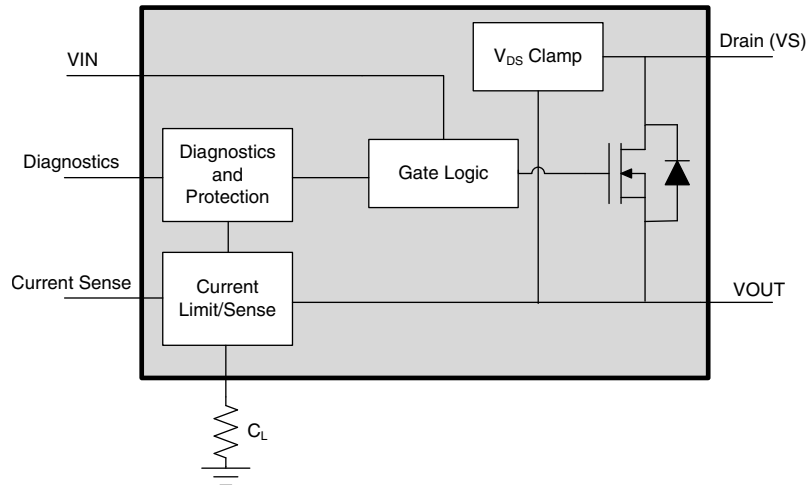 V_DS Clamp
Drain (VS)
VIN
Diagnostics
Diagnostics
and
Protection
Gate Logic
Current Sense
Current
Limit/Sense
VOUT
C_L